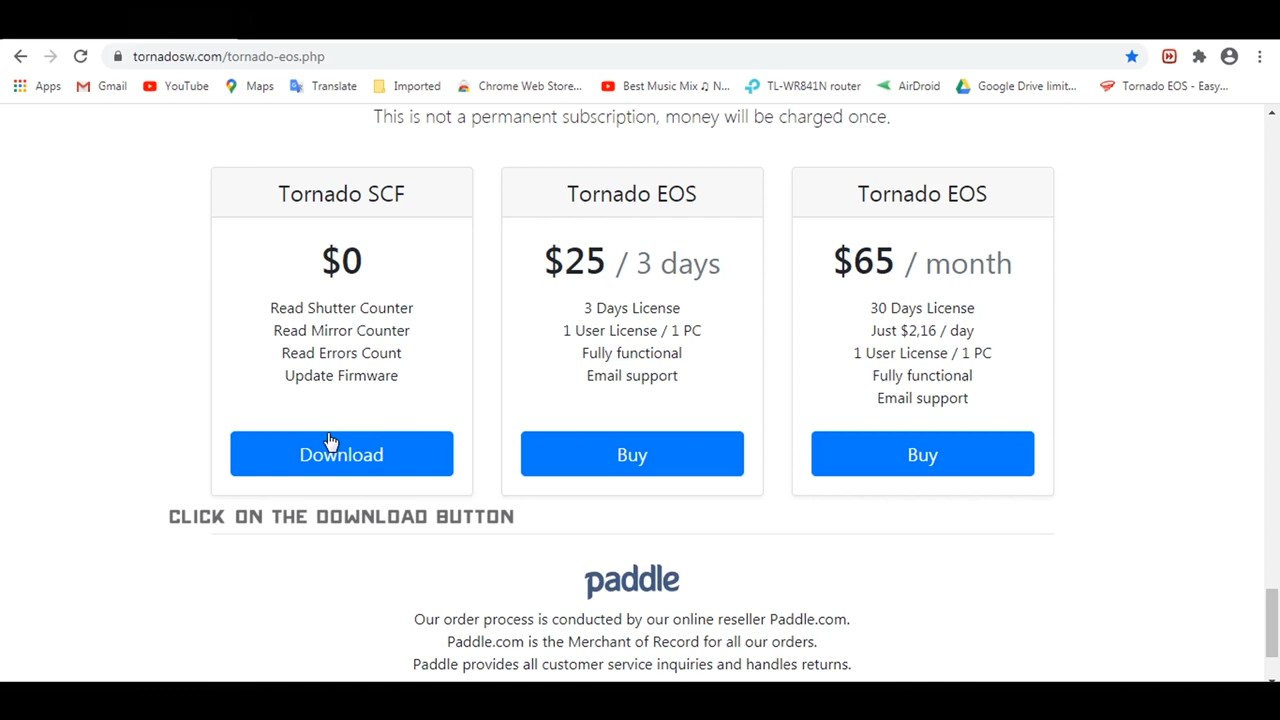 tornadosw.com/tornado-eos.php
Apps
Gmail
YouTube
Maps
Translate
Imported
Chrome Web Store...
Best Music Mix ♫ N...
TL-WR841N router
AirDroid
Google Drive limit...
Tornado EOS - Easy...
This is not a permanent subscription, money will be charged once.
Tornado SCF
$0
Read Shutter Counter
Read Mirror Counter
Read Errors Count
Update Firmware
Download
Tornado EOS
$25 / 3 days
3 Days License
1 User License / 1 PC
Fully functional
Email support
Buy
Tornado EOS
$65 / month
30 Days License
Just $2,16 / day
1 User License / 1 PC
Fully functional
Email support
Buy
CLICK ON THE DOWNLOAD BUTTON
paddle
Our order process is conducted by our online reseller Paddle.com.
Paddle.com is the Merchant of Record for all our orders.
Paddle provides all customer service inquiries and handles returns.